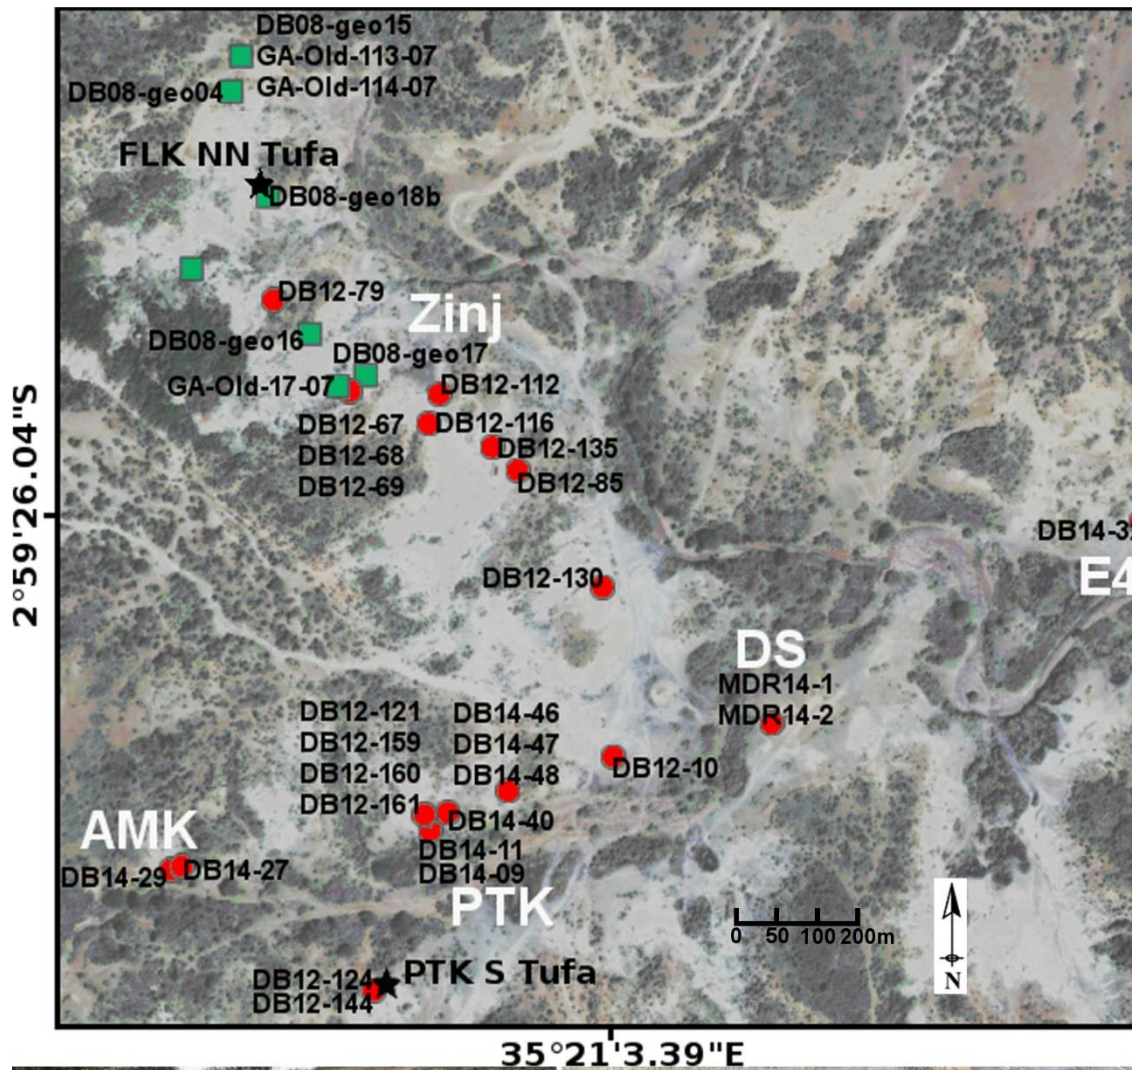 DB08-geo15
GA-Old-113-07
DB08-geo04
GA-Old-114-07
FLK NN Tufa
DB08-geo18b
DB12-79
Zinj
DB08-geo16
DB08-geo17
GA-Old-17-07
DB12-112
DB12-67
DB12-116
DB12-68
DB12-135
DB12-69
DB12-85
2°59'26.04"S
DB14-3
E4
DB12-130
DS
MDR14-1
MDR14-2
DB12-121
DB14-46
DB12-159
DB14-47
DB12-160
DB14-48
DB12-161
DB12-10
DB14-40
AMK
DB14-11
DB14-29
DB14-27
DB14-09
PTK
0 50 100 200m
DB12-124
PTK S Tufa
DB12-144
N
35°21'3.39"E